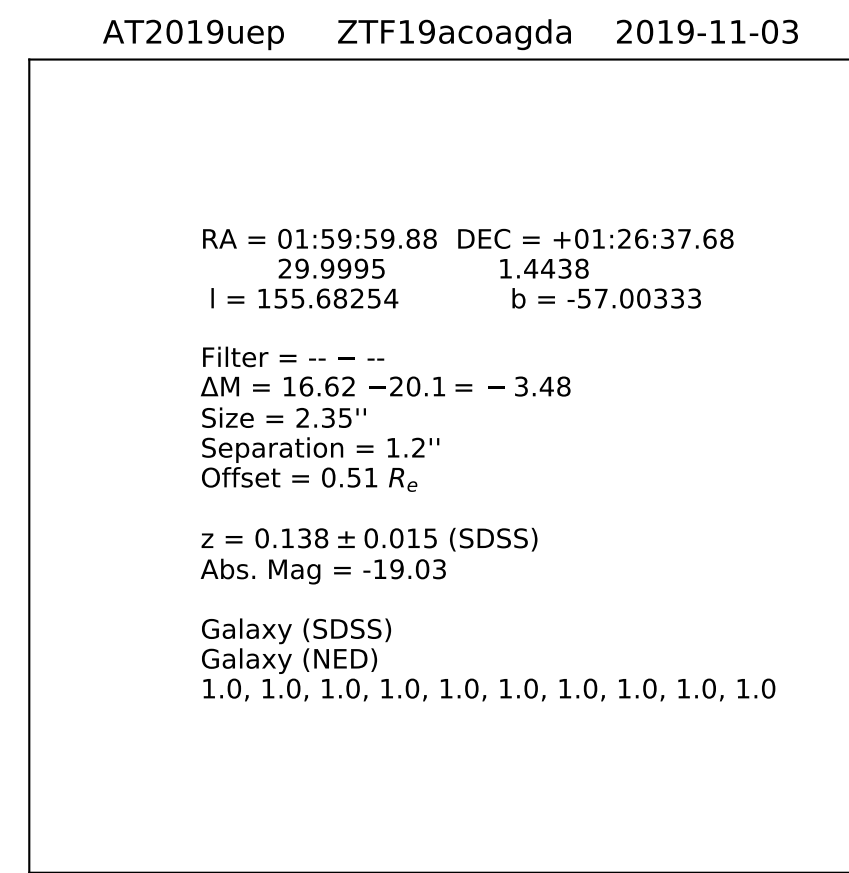 AT2019uep ZTF19acoagda 2019-11-03
RA = 01:59:59.88 DEC = +01:26:37.68
29.9995 1.4438
l = 155.68254 b = -57.00333
Filter = -- − --
ΔM = 16.62 −20.1 = − 3.48
Size = 2.35''
Separation = 1.2''
Offset = 0.51 Rₑ
z = 0.138 ± 0.015 (SDSS)
Abs. Mag = -19.03
Galaxy (SDSS)
Galaxy (NED)
1.0, 1.0, 1.0, 1.0, 1.0, 1.0, 1.0, 1.0, 1.0, 1.0